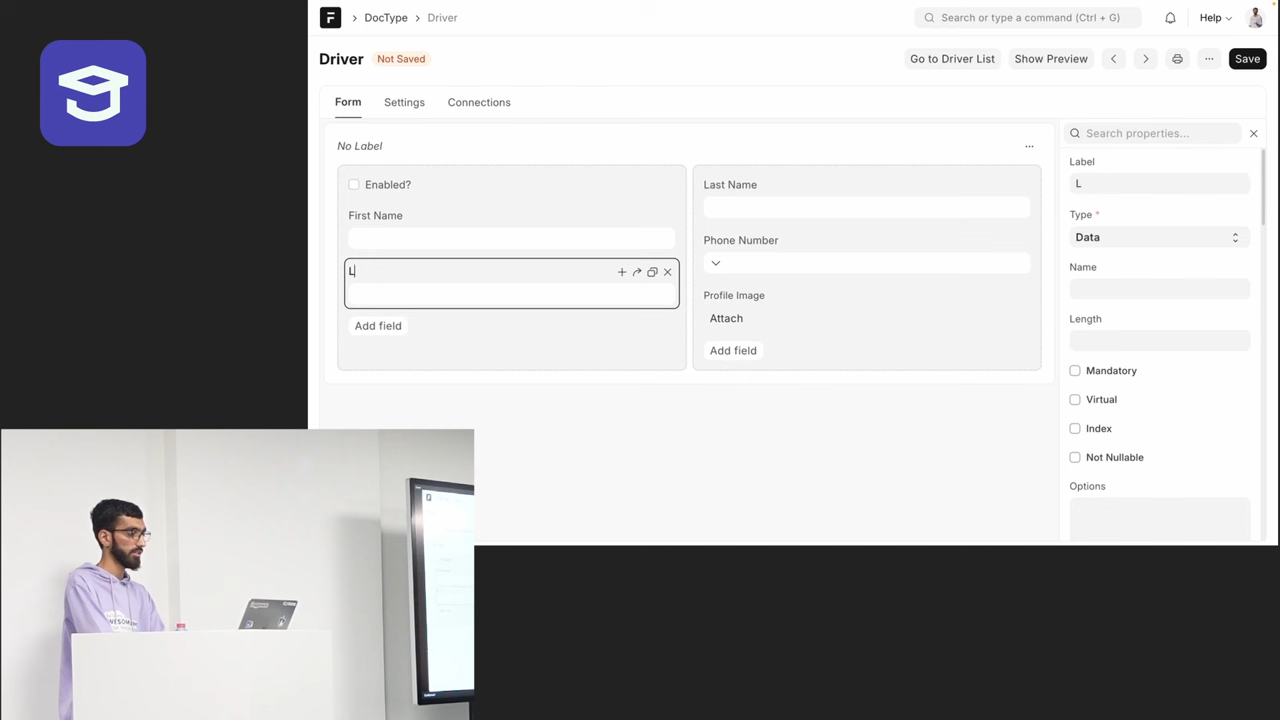 DocType
Driver
Search or type a command (Ctrl + G)
Help
Driver
Not Saved
Go to Driver List
Show Preview
...
Save
Form
Settings
Connections
Search properties...
No Label
...
Label
Enabled?
Last Name
L
First Name
Type *
Phone Number
Data
L
Name
Profile Image
Attach
Length
Add field
Add field
Mandatory
Virtual
Index
Not Nullable
Options